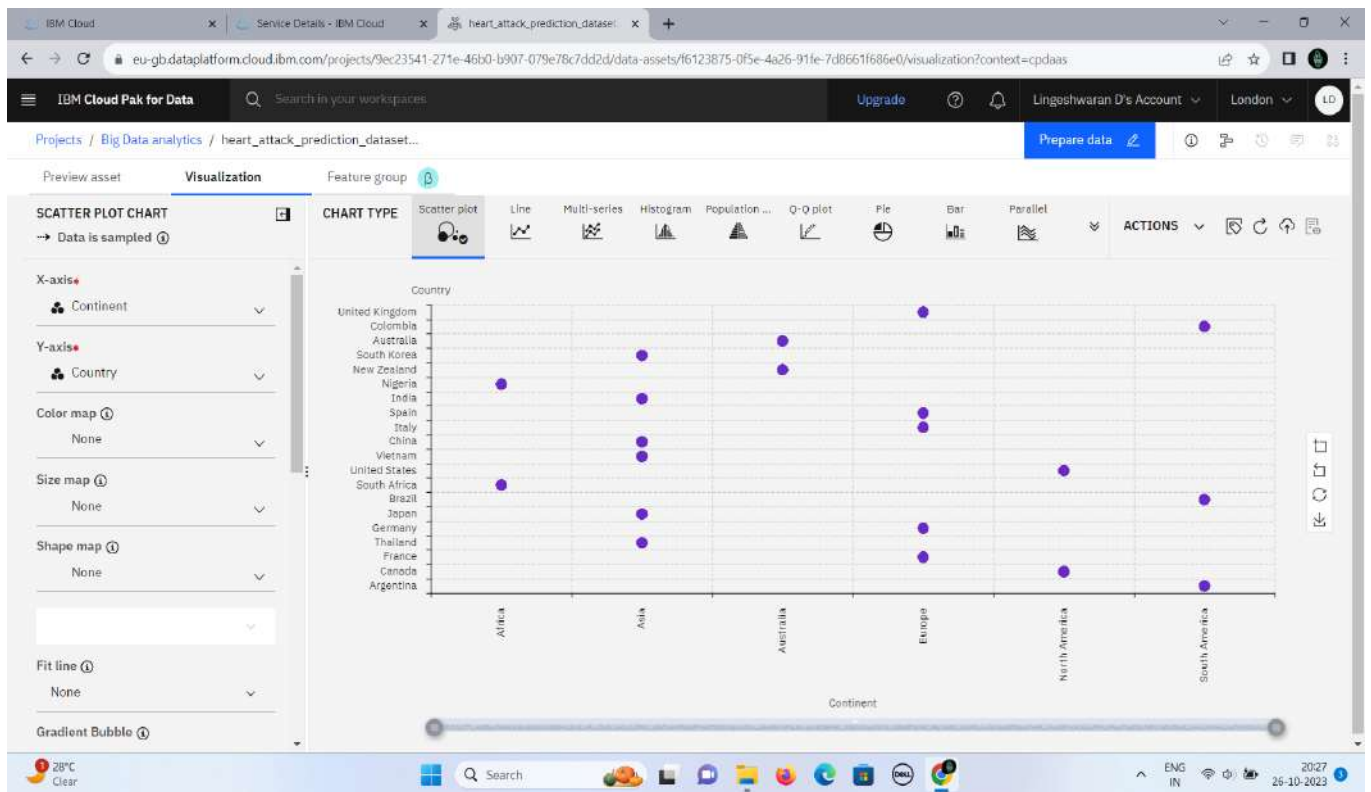 IBM Cloud
Service Details - IBM Cloud
heart_attack_prediction_dataset
eu-gb.dataplatform.cloud.ibm.com/projects/9ec23541-271e-46b0-b907-079e78c7dd2d/data-assets/f6123875-0f5e-4a26-91fe-7d8661f686e0/visualization?context=cpdaas
IBM Cloud Pak for Data
Search in your workspaces
Upgrade
Lingeshwaran D's Account
London
LD
Projects / Big Data analytics / heart_attack_prediction_dataset...
Prepare data
Preview asset
Visualization
Feature group β
SCATTER PLOT CHART
Data is sampled
CHART TYPE
Scatter plot
Line
Multi-series
Histogram
Population ...
Q-Q plot
Pie
Bar
Parallel
ACTIONS
X-axis
Continent
Y-axis
Country
Color map
None
Size map
None
Shape map
None
Fit line
None
Gradient Bubble
Country
United Kingdom
Colombia
Australia
South Korea
New Zealand
Nigeria
India
Spain
Italy
China
Vietnam
United States
South Africa
Brazil
Japan
Germany
Thailand
France
Canada
Argentina
Africa
Asia
Australia
Europe
North America
South America
Continent
1
28°C
Clear
Search
DELL
ENG
IN
20:27
26-10-2023
3